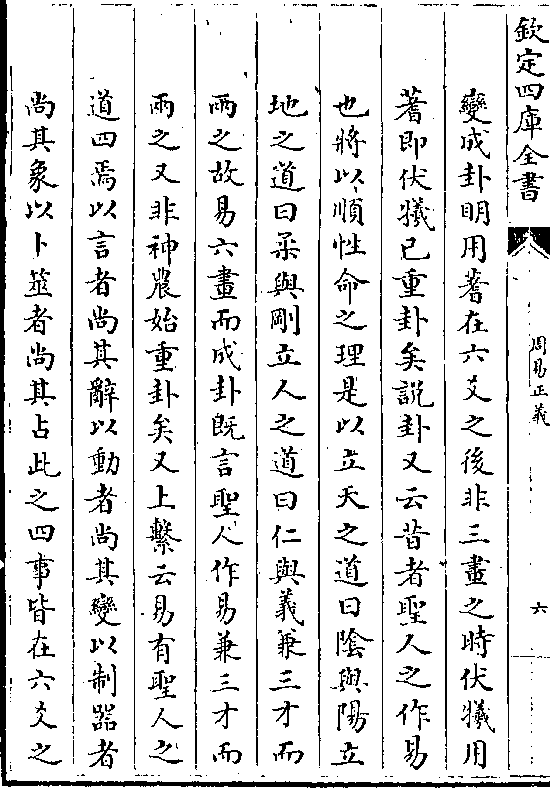 欽定四庫全書
周易正義
六
變成卦明用蓍在六爻之後非三畫之時伏犧用
蓍即伏犧已重卦矣說卦又云昔者聖人之作易
也將以順性命之理是以立天之道曰陰與陽立
地之道曰柔與剛立人之道曰仁與義兼三才而
兩之故易六畫而成卦既言聖人作易兼三才而
兩之又非神農始重卦矣又上繫云易有聖人之
道四焉以言者尚其辭以動者尚其變以制器者
尚其象以卜筮者尚其占此之四事皆在六爻之